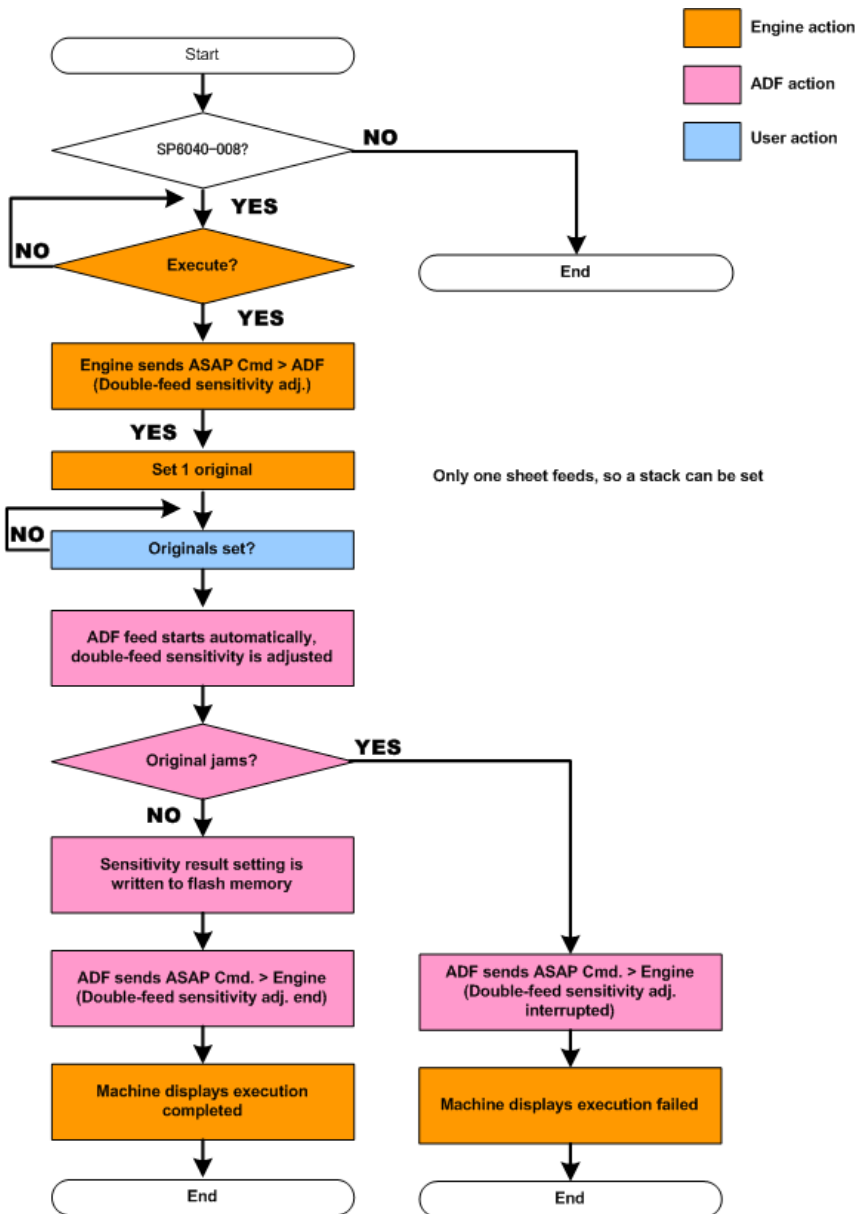 Start
Engine action
ADF action
User action
SP6040-008?
NO
YES
NO
Execute?
End
YES
Engine sends ASAP Cmd > ADF
(Double-feed sensitivity adj.)
YES
Set 1 original
Only one sheet feeds, so a stack can be set
NO
Originals set?
ADF feed starts automatically,
double-feed sensitivity is adjusted
Original jams?
YES
NO
Sensitivity result setting is
written to flash memory
ADF sends ASAP Cmd. > Engine
(Double-feed sensitivity adj. end)
ADF sends ASAP Cmd. > Engine
(Double-feed sensitivity adj.
interrupted)
Machine displays execution
completed
Machine displays execution failed
End
End